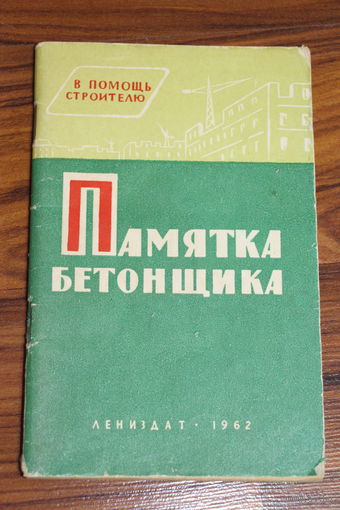 В ПОМОЩЬ
СТРОИТЕЛЮ
ПАМЯТКА
БЕТОНЩИКА
ЛЕНИЗДАТ · 1962